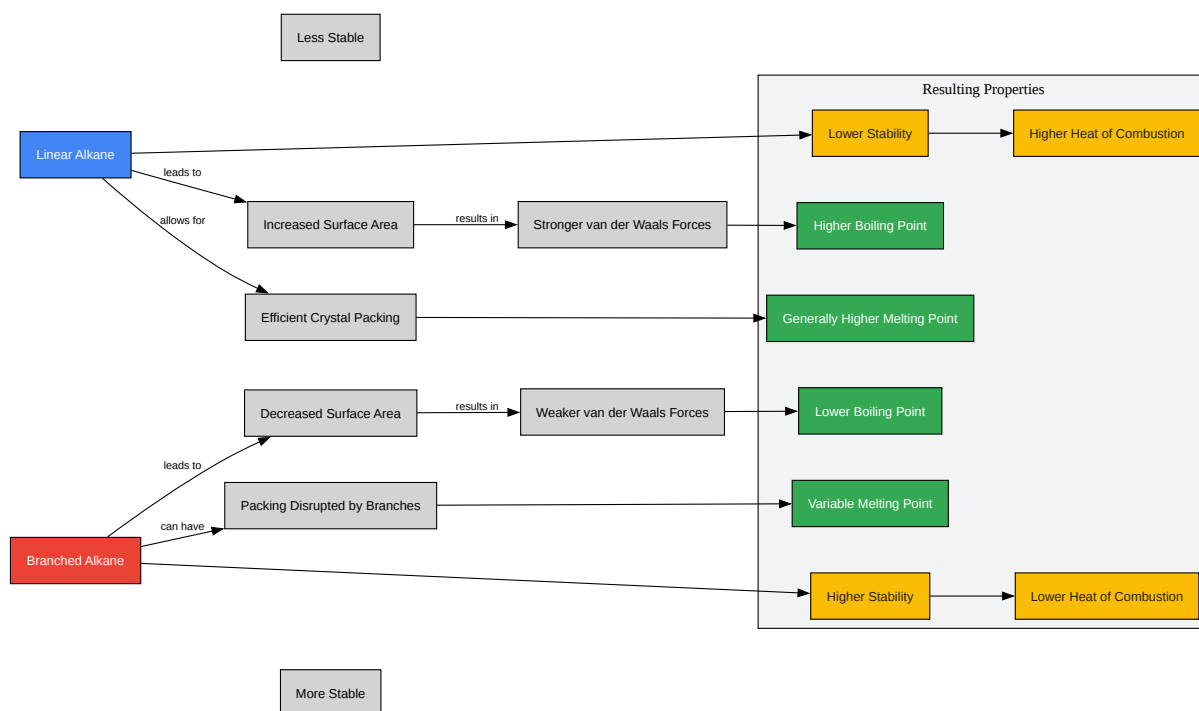 Less Stable
Resulting Properties
Linear Alkane
Lower Stability
Higher Heat of Combustion
leads to
allows for
Increased Surface Area
results in
Stronger van der Waals Forces
Higher Boiling Point
Efficient Crystal Packing
Generally Higher Melting Point
Decreased Surface Area
results in
Weaker van der Waals Forces
Lower Boiling Point
leads to
Packing Disrupted by Branches
Variable Melting Point
can have
Branched Alkane
Higher Stability
Lower Heat of Combustion
More Stable